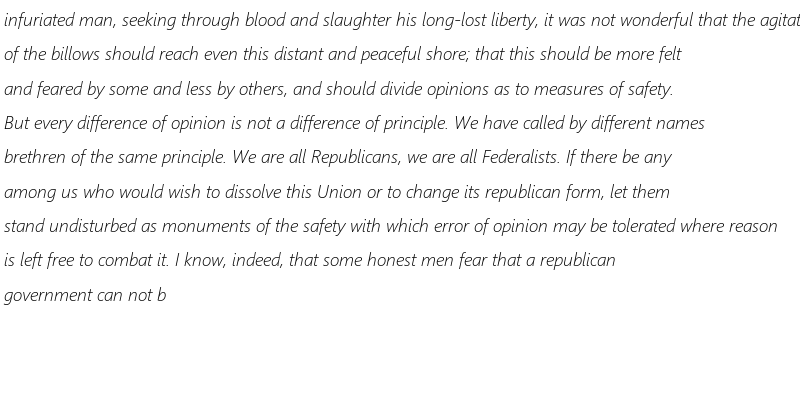 infuriated man, seeking through blood and slaughter his long-lost liberty, it was not wonderful that the agitat
of the billows should reach even this distant and peaceful shore; that this should be more felt
and feared by some and less by others, and should divide opinions as to measures of safety.
But every difference of opinion is not a difference of principle. We have called by different names
brethren of the same principle. We are all Republicans, we are all Federalists. If there be any
among us who would wish to dissolve this Union or to change its republican form, let them
stand undisturbed as monuments of the safety with which error of opinion may be tolerated where reason
is left free to combat it. I know, indeed, that some honest men fear that a republican
government can not b